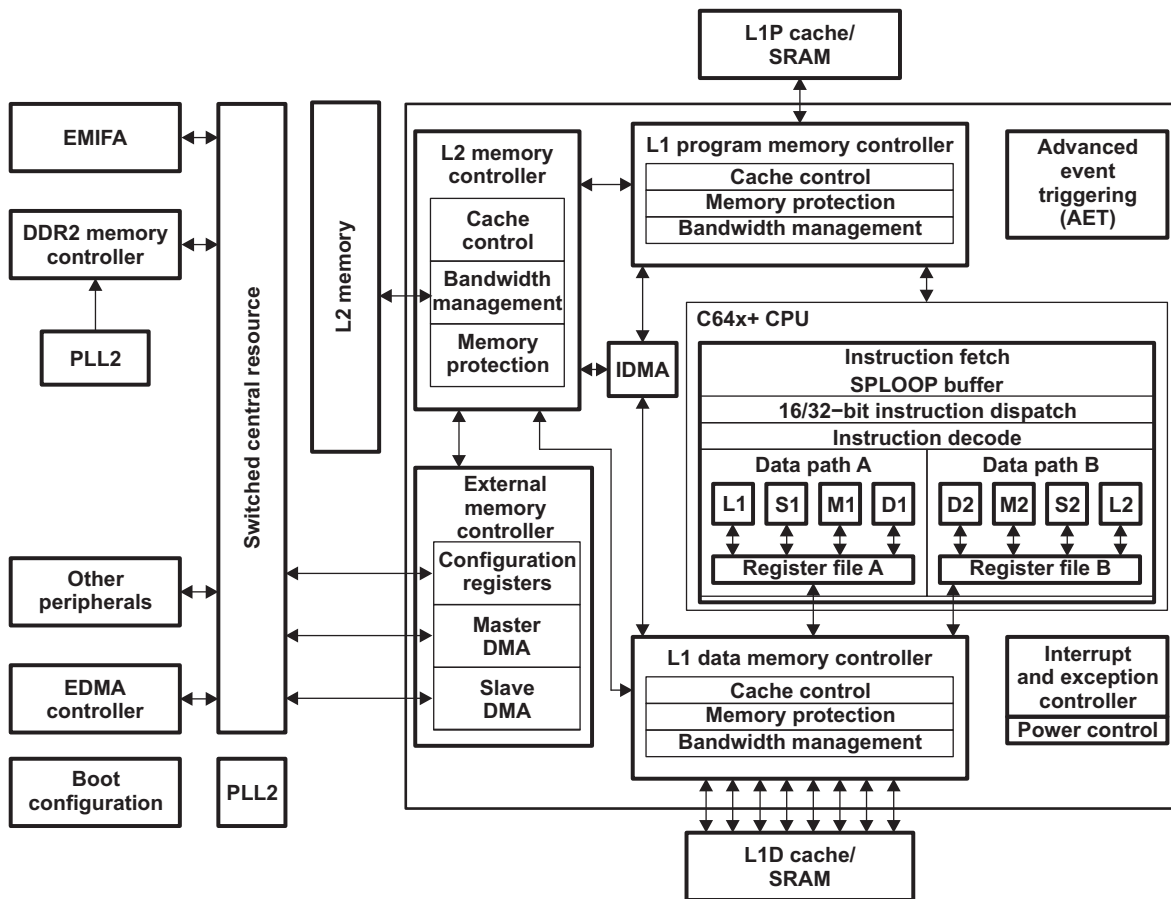 L1P cache/
SRAM
EMIFA
DDR2 memory
controller
PLL2
Other
peripherals
EDMA
controller
Boot
configuration
Switched central resource
PLL2
L2 memory
L2 memory
controller
Cache
control
Bandwidth
management
Memory
protection
External
memory
controller
Configuration
registers
Master
DMA
Slave
DMA
IDMA
L1 program memory controller
Cache control
Memory protection
Bandwidth management
Advanced
event
triggering
(AET)
C64x+ CPU
Instruction fetch
SPLOOP buffer
16/32−bit instruction dispatch
Instruction decode
Data path A
Data path B
L1 S1 M1 D1
D2 M2 S2 L2
Register file A
Register file B
L1 data memory controller
Cache control
Memory protection
Bandwidth management
Interrupt
and exception
controller
Power control
L1D cache/
SRAM